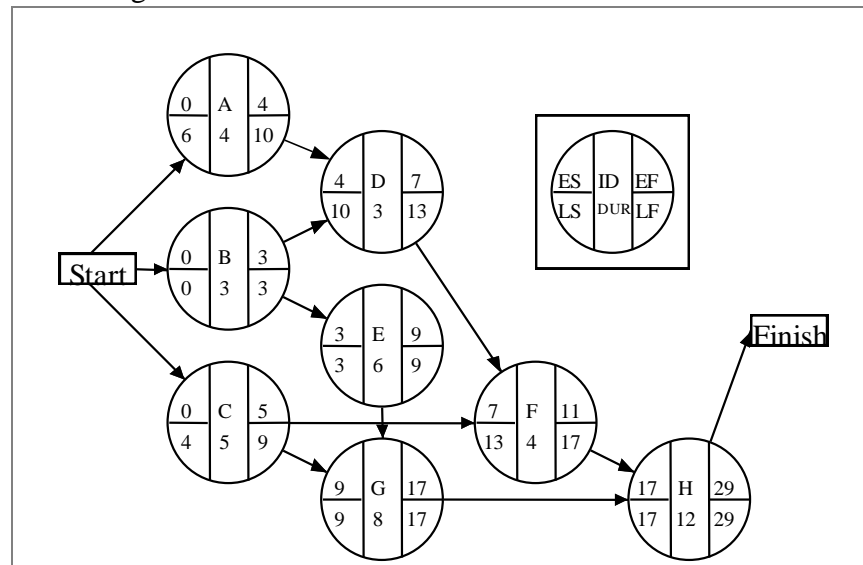 0 A 4
6 4 10
4 D 7
10 3 13
ES ID EF
LS DUR LF
0 B 3
0 3 3
Start
3 E 9
3 6 9
Finish
0 C 5
4 5 9
7 F 11
13 4 17
9 G 17
9 8 17
17 H 29
17 12 29